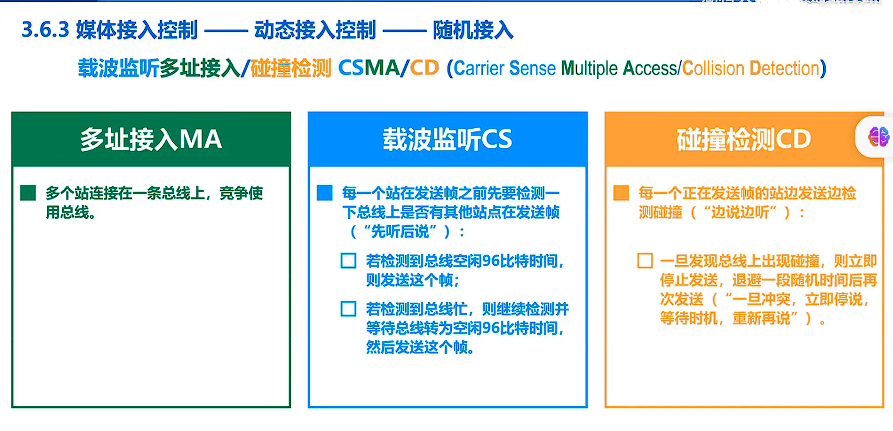 3.6.3 媒体接入控制 —— 动态接入控制 —— 随机接入
载波监听多址接入/碰撞检测 CSMA/CD (Carrier Sense Multiple Access/Collision Detection)
多址接入MA
多个站连接在一条总线上，竞争使
用总线。
载波监听CS
每一个站在发送帧之前先要检测一
下总线上是否有其他站点在发送帧
（“先听后说”）：
若检测到总线空闲96比特时间，
则发送这个帧；
若检测到总线忙，则继续检测并
等待总线转为空闲96比特时间，
然后发送这个帧。
碰撞检测CD
每一个正在发送帧的站边发送边检
测碰撞（“边说边听”）：
一旦发现总线上出现碰撞，则立即
停止发送，退避一段随机时间后再
次发送（“一旦冲突，立即停说，
等待时机，重新再说”）。